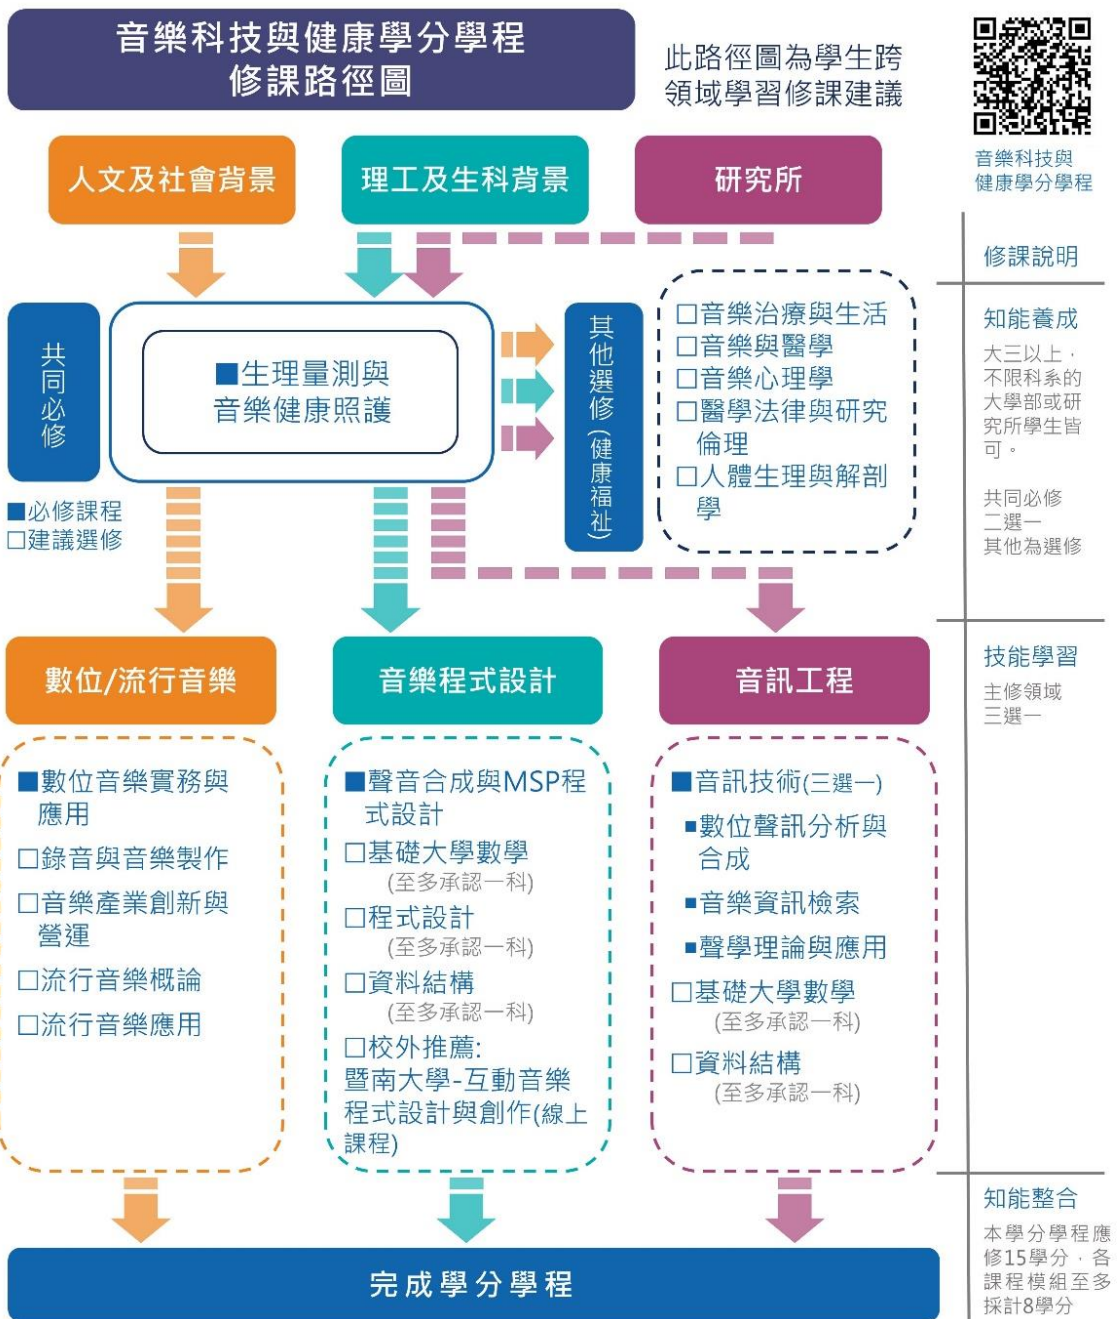 音樂科技與健康學分學程
修課路徑圖
此路徑圖為學生跨
領域學習修課建議
音樂科技與
健康學分學程
人文及社會背景
理工及生科背景
研究所
修課說明
共同必修
■生理量測與
音樂健康照護
■必修課程
□建議選修
其他選修(健康福祉)
□音樂治療與生活
□音樂與醫學
□音樂心理學
□醫學法律與研究
倫理
□人體生理與解剖
學
知能養成
大三以上，
不限科系的
大學部或研
究所學生皆
可。
共同必修
二選一
其他為選修
數位/流行音樂
■數位音樂實務與
應用
□錄音與音樂製作
□音樂產業創新與
營運
□流行音樂概論
□流行音樂應用
音樂程式設計
■聲音合成與MSP程
式設計
□基礎大學數學
(至多承認一科)
□程式設計
(至多承認一科)
□資料結構
(至多承認一科)
□校外推薦:
暨南大學-互動音樂
程式設計與創作(線上
課程)
音訊工程
■音訊技術(三選一)
▪數位聲訊分析與
合成
▪音樂資訊檢索
▪聲學理論與應用
□基礎大學數學
(至多承認一科)
□資料結構
(至多承認一科)
技能學習
主修領域
三選一
完成學分學程
知能整合
本學分學程應
修15學分，各
課程模組至多
採計8學分